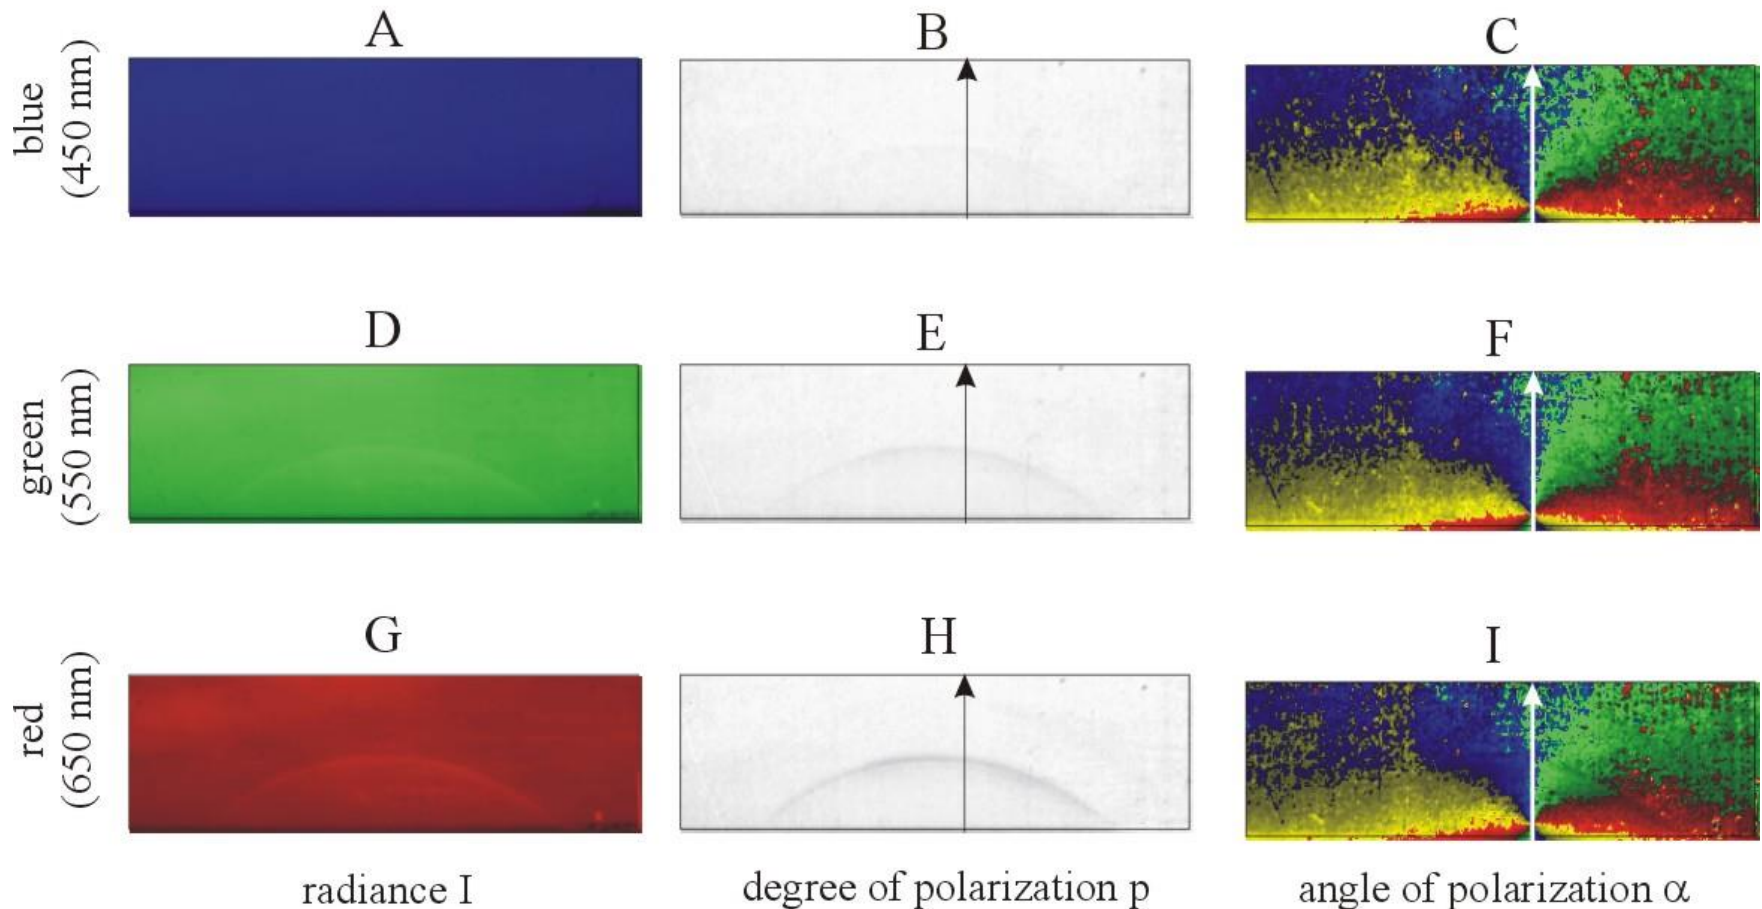 A
B
C
blue
(450 nm)
D
E
F
green
(550 nm)
G
H
I
red
(650 nm)
radiance I
degree of polarization p
angle of polarization α